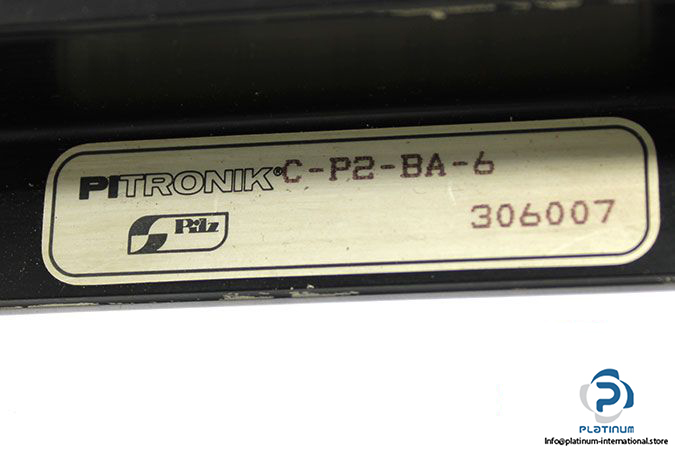 PITRONIK® C-P2-BA-6
Pilz 306007
PLATINUM
Info@platinum-international.store